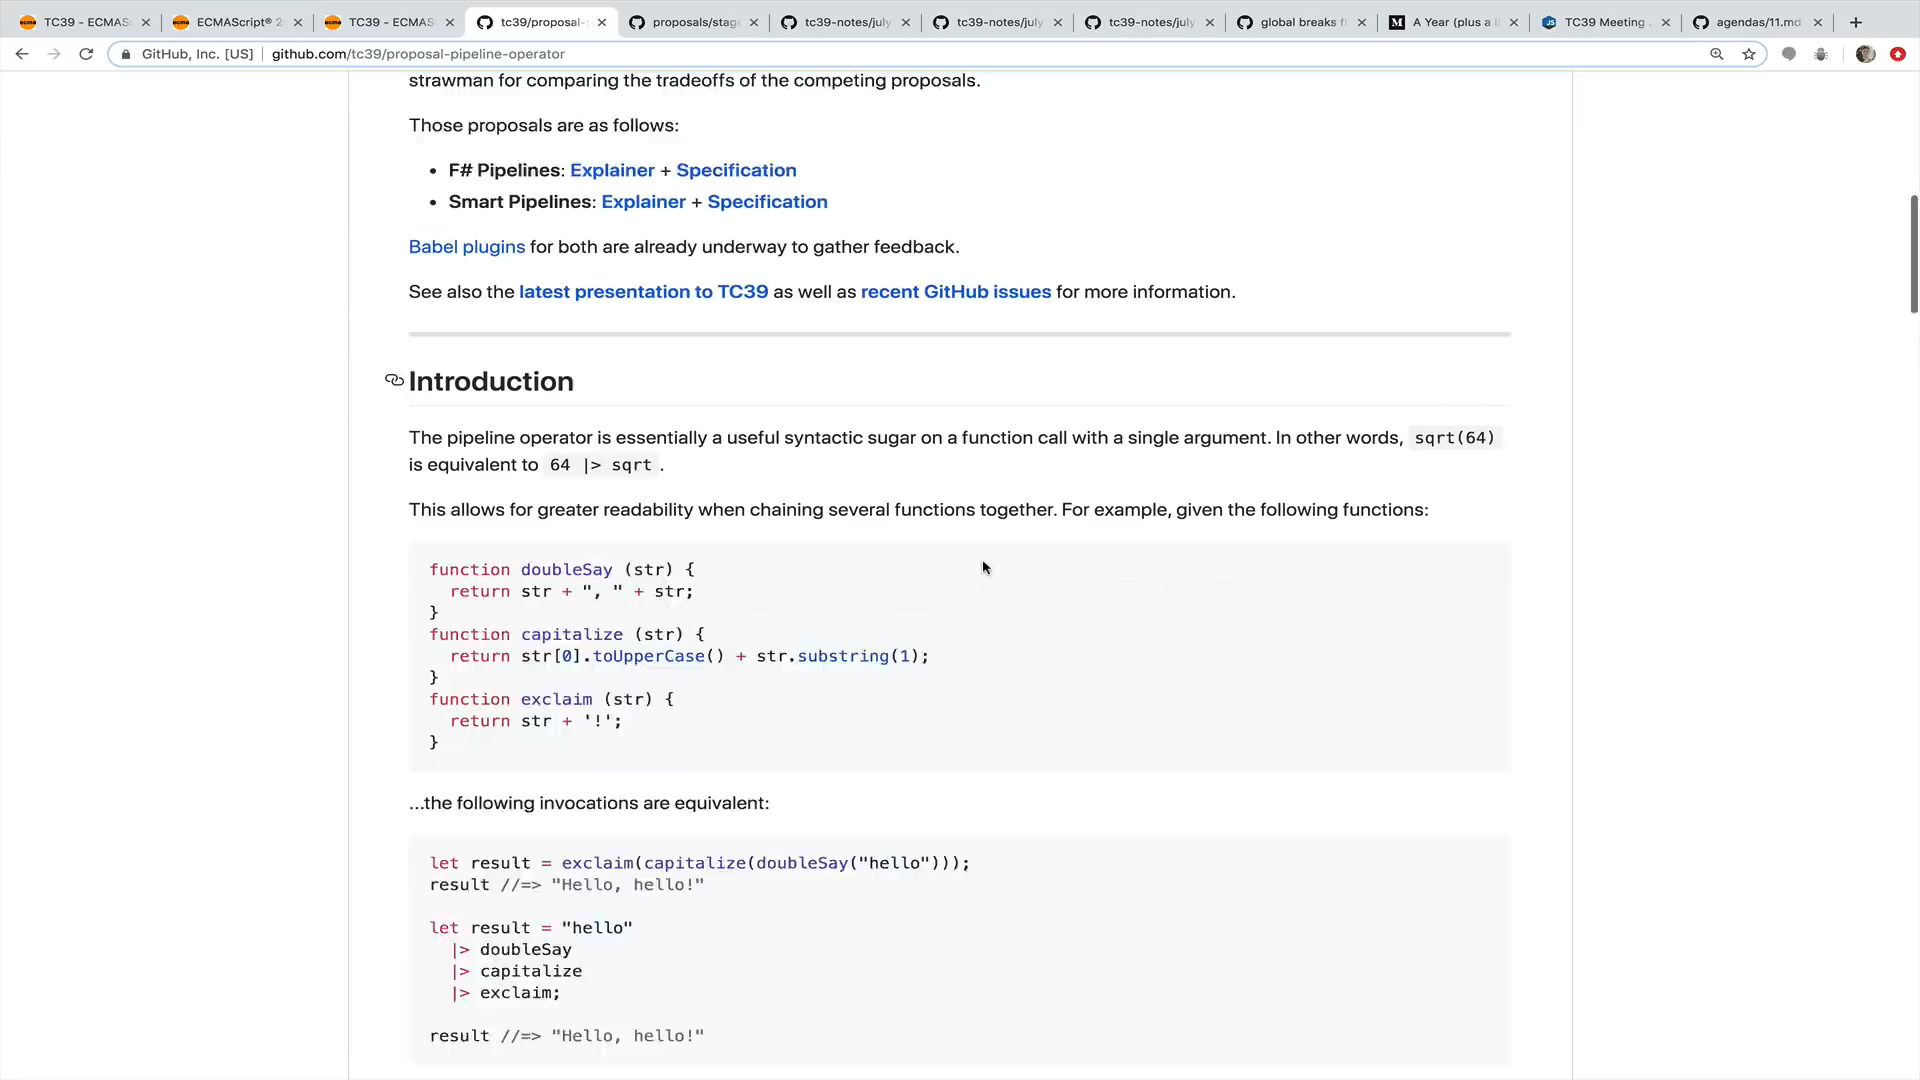 TC39 - ECMAS
ECMAScript® 2
TC39 - ECMAS
tc39/proposal-
proposals/stag
tc39-notes/july
tc39-notes/july
tc39-notes/july
global breaks f
A Year (plus a l
TC39 Meeting
agendas/11.md
GitHub, Inc. [US] | github.com/tc39/proposal-pipeline-operator
strawman for comparing the tradeoffs of the competing proposals.
Those proposals are as follows:
• F# Pipelines: Explainer + Specification
• Smart Pipelines: Explainer + Specification
Babel plugins for both are already underway to gather feedback.
See also the latest presentation to TC39 as well as recent GitHub issues for more information.
Introduction
The pipeline operator is essentially a useful syntactic sugar on a function call with a single argument. In other words, sqrt(64)
is equivalent to 64 |> sqrt .
This allows for greater readability when chaining several functions together. For example, given the following functions:
function doubleSay (str) {
  return str + ", " + str;
}
function capitalize (str) {
  return str[0].toUpperCase() + str.substring(1);
}
function exclaim (str) {
  return str + '!';
}
...the following invocations are equivalent:
let result = exclaim(capitalize(doubleSay("hello")));
result //=> "Hello, hello!"
let result = "hello"
  |> doubleSay
  |> capitalize
  |> exclaim;
result //=> "Hello, hello!"